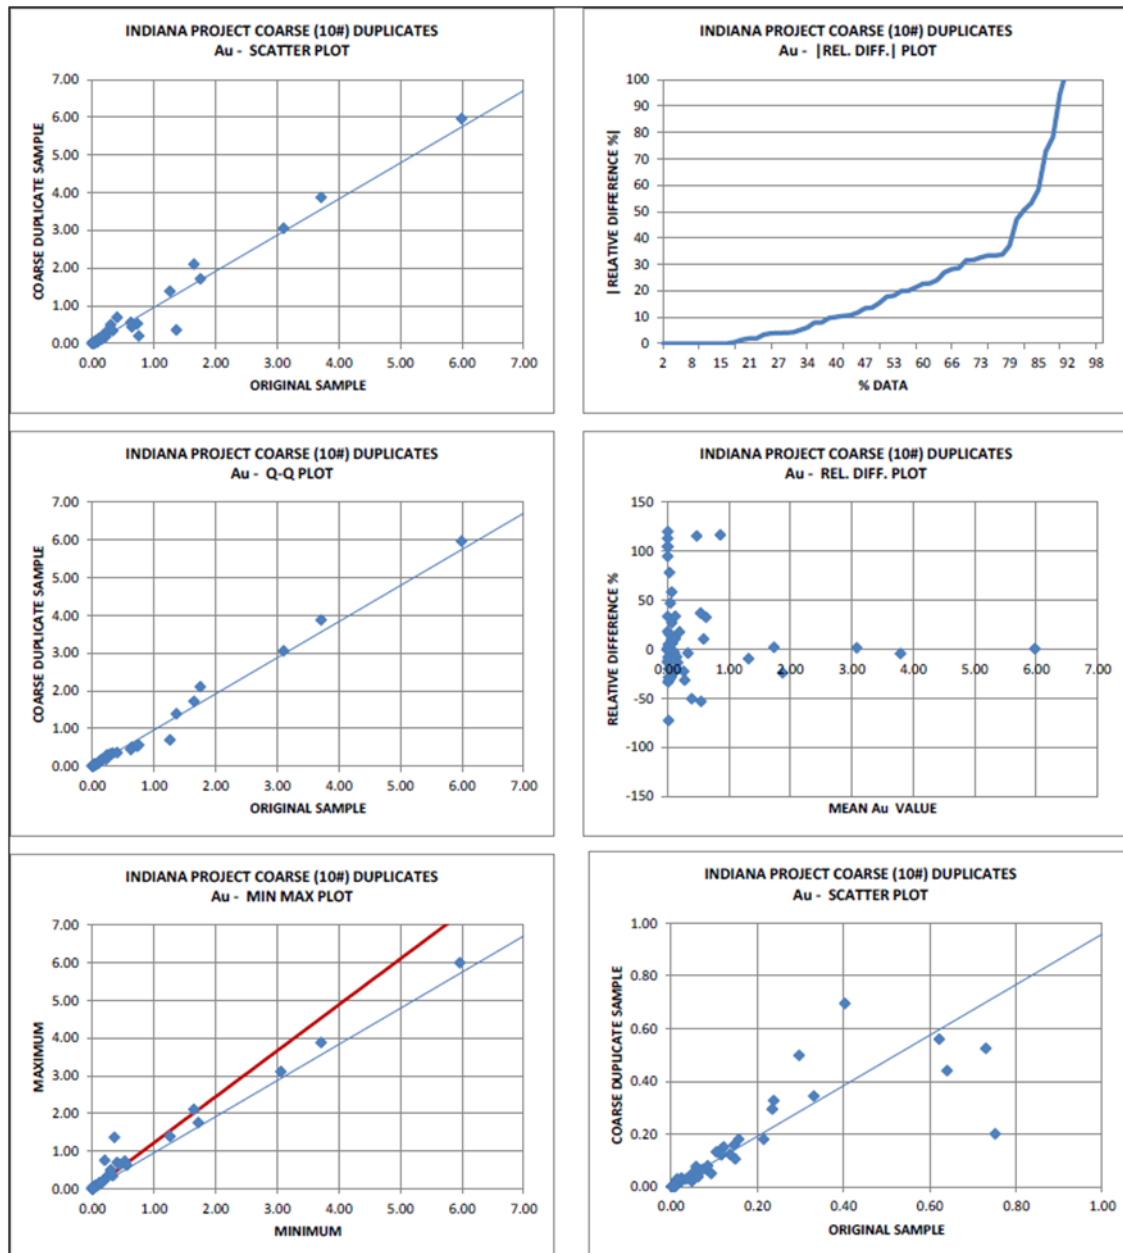 INDIANA PROJECT COARSE (10#) DUPLICATES
Au - SCATTER PLOT
7.00
6.00
5.00
4.00
3.00
2.00
1.00
0.00
COARSE DUPLICATE SAMPLE
0.00 1.00 2.00 3.00 4.00 5.00 6.00 7.00
ORIGINAL SAMPLE
INDIANA PROJECT COARSE (10#) DUPLICATES
Au - |REL. DIFF.| PLOT
100
90
80
70
60
50
40
30
20
10
0
|RELATIVE DIFFERENCE %|
2 8 15 21 27 34 40 47 53 60 66 73 79 85 92 98
% DATA
INDIANA PROJECT COARSE (10#) DUPLICATES
Au - Q-Q PLOT
7.00
6.00
5.00
4.00
3.00
2.00
1.00
0.00
COARSE DUPLICATE SAMPLE
0.00 1.00 2.00 3.00 4.00 5.00 6.00 7.00
ORIGINAL SAMPLE
INDIANA PROJECT COARSE (10#) DUPLICATES
Au - REL. DIFF. PLOT
150
100
50
0
-50
-100
-150
RELATIVE DIFFERENCE %
0.00 1.00 2.00 3.00 4.00 5.00 6.00 7.00
MEAN Au VALUE
INDIANA PROJECT COARSE (10#) DUPLICATES
Au - MIN MAX PLOT
7.00
6.00
5.00
4.00
3.00
2.00
1.00
0.00
MAXIMUM
0.00 1.00 2.00 3.00 4.00 5.00 6.00 7.00
MINIMUM
INDIANA PROJECT COARSE (10#) DUPLICATES
Au - SCATTER PLOT
1.00
0.80
0.60
0.40
0.20
0.00
COARSE DUPLICATE SAMPLE
0.00 0.20 0.40 0.60 0.80 1.00
ORIGINAL SAMPLE